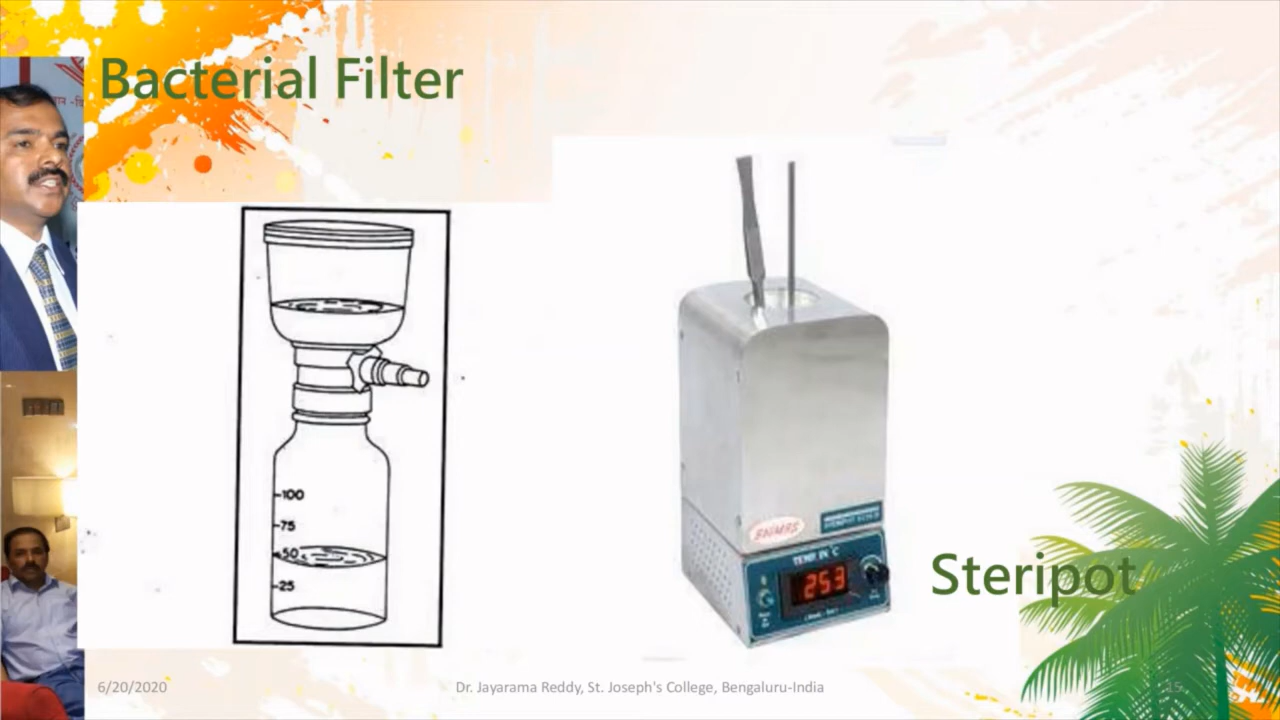 Bacterial Filter
100
75
50
25
TEMP. IN °C
253
Steripot
6/20/2020
Dr. Jayarama Reddy, St. Joseph's College, Bengaluru-India
15